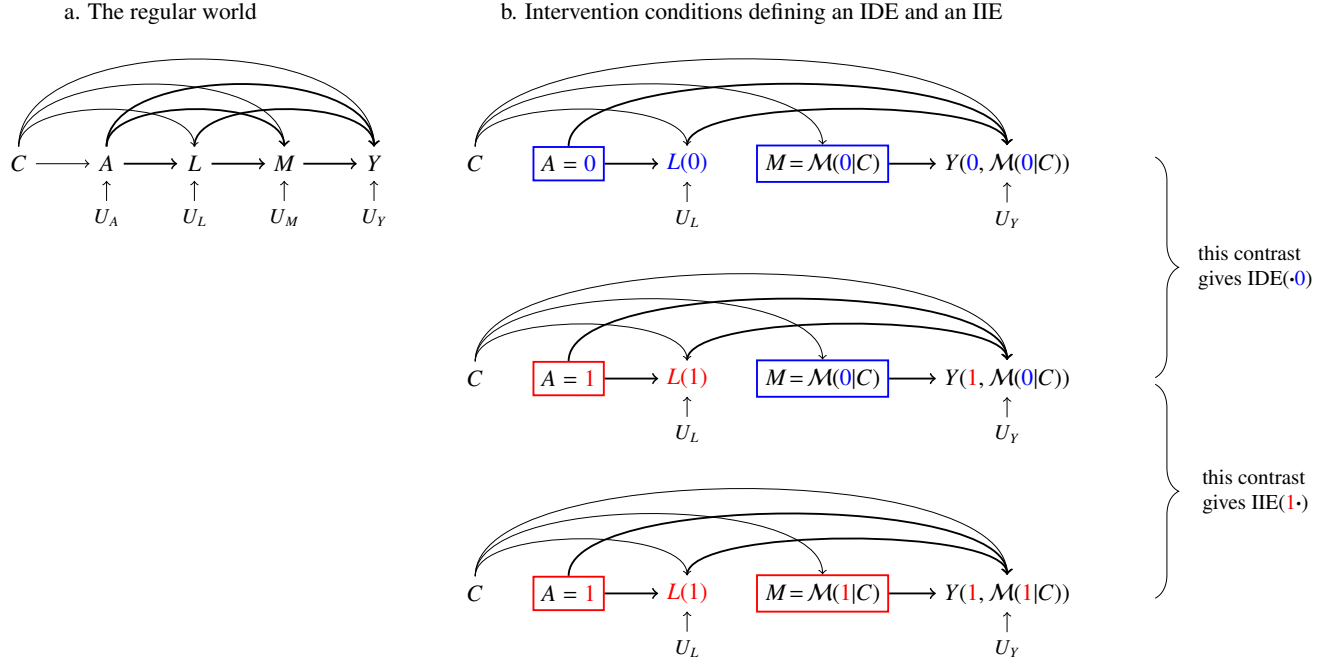 a. The regular world
b. Intervention conditions defining an IDE and an IIE
C A L M Y
U_A U_L U_M U_Y
C A = 0 L(0) M = ℳ(0|C) Y(0, ℳ(0|C))
U_L U_Y
this contrast
gives IDE(·0)
C A = 1 L(1) M = ℳ(0|C) Y(1, ℳ(0|C))
U_L U_Y
this contrast
gives IIE(1·)
C A = 1 L(1) M = ℳ(1|C) Y(1, ℳ(1|C))
U_L U_Y